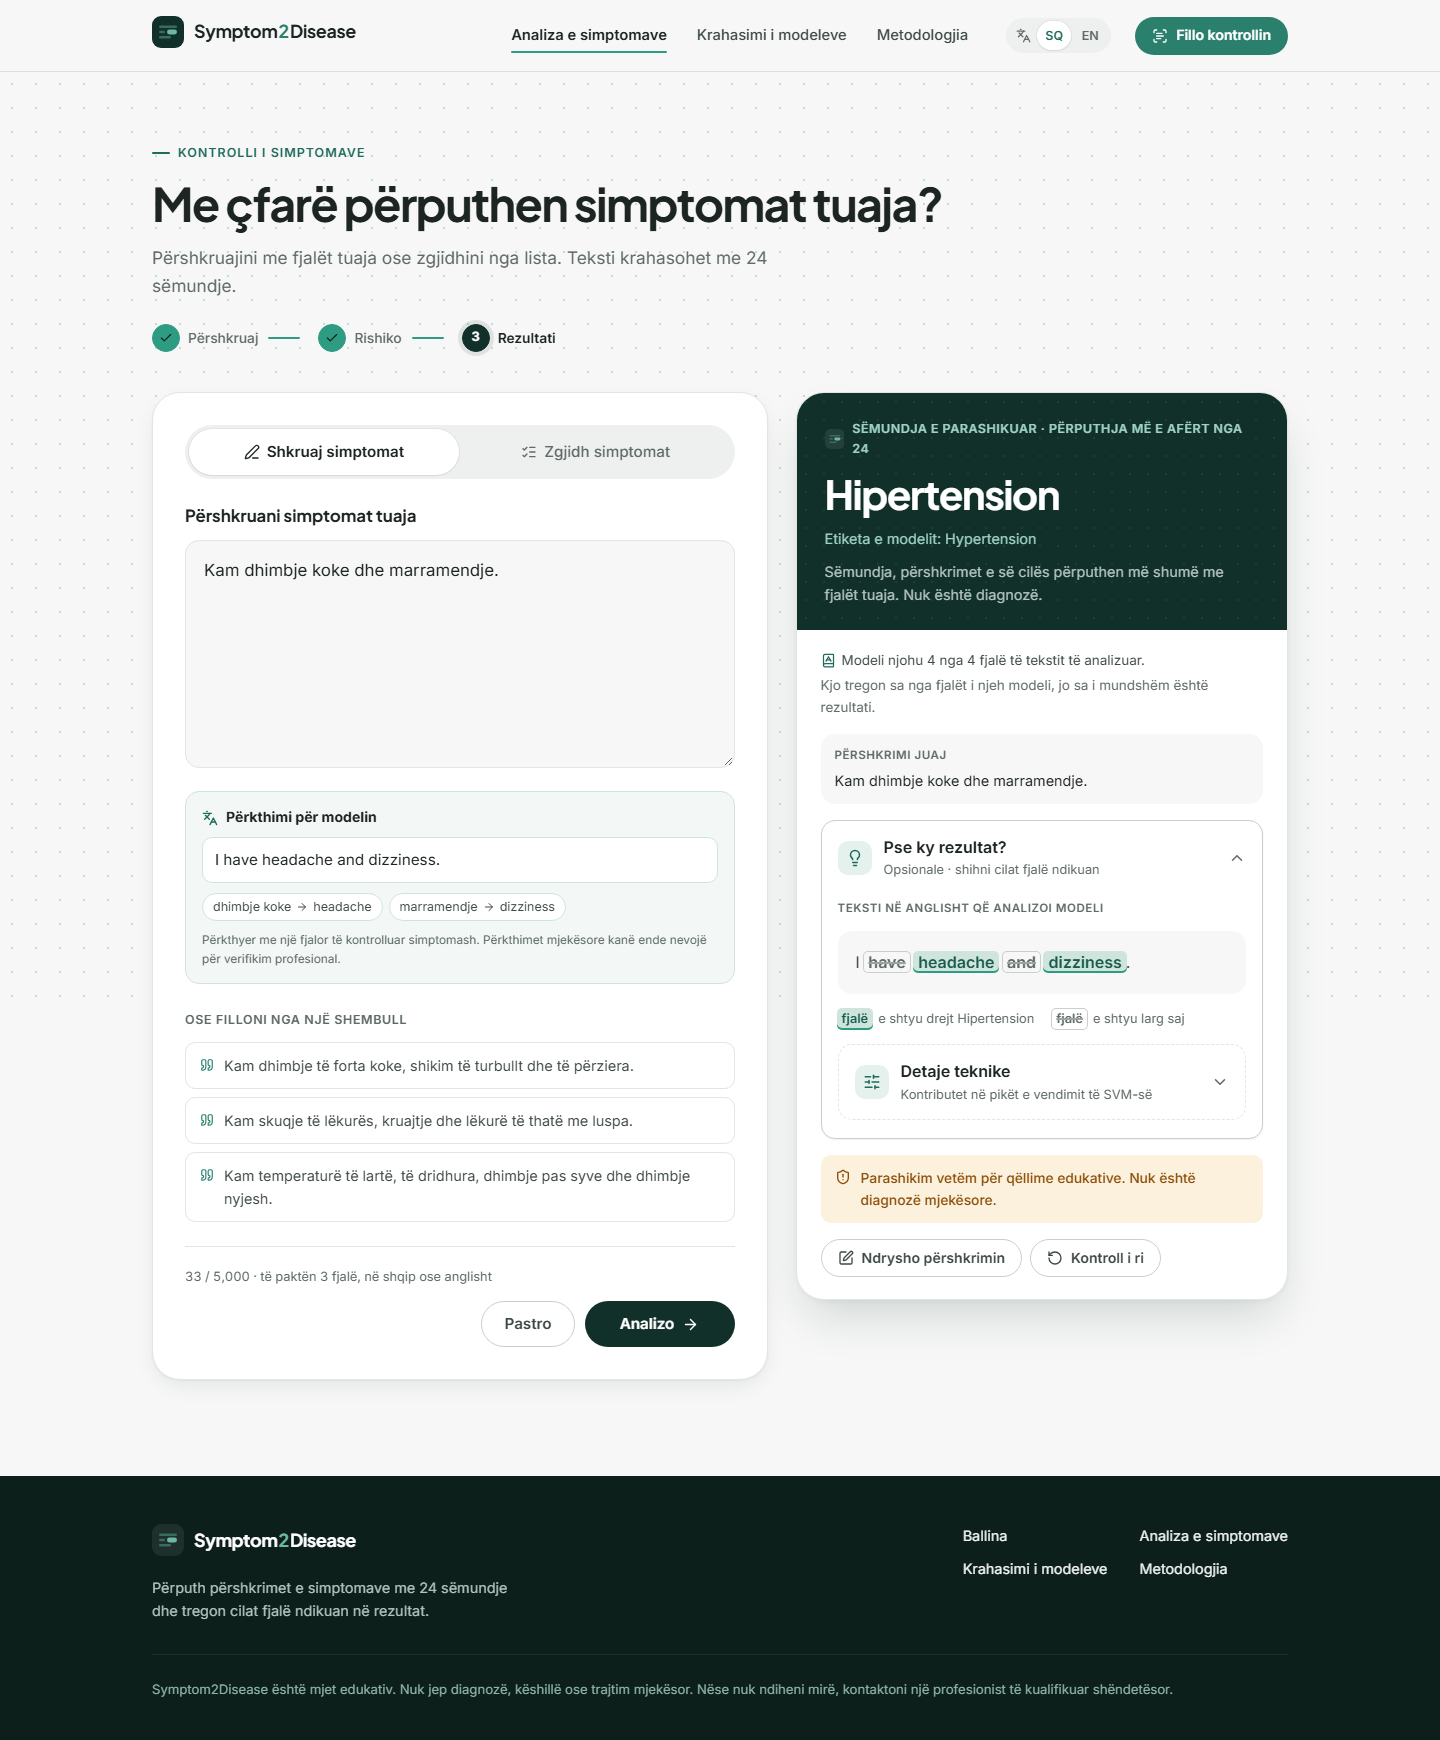 Symptom2Disease
Analiza e simptomave
Krahasimi i modeleve
Metodologjia
SQ
EN
Fillo kontrollin
KONTROLLI I SIMPTOMAVE
Me çfarë përputhen simptomat tuaja?
Përshkruajini me fjalët tuaja ose zgjidhini nga lista. Teksti krahasohet me 24
sëmundje.
Përshkruaj
Rishiko
3
Rezultati
Shkruaj simptomat
Zgjidh simptomat
Përshkruani simptomat tuaja
Kam dhimbje koke dhe marramendje.
Përkthimi për modelin
I have headache and dizziness.
dhimbje koke → headache
marramendje → dizziness
Përkthyer me një fjalor të kontrolluar simptomash. Përkthimet mjekësore kanë ende nevojë
për verifikim profesional.
OSE FILLONI NGA NJË SHEMBULL
Kam dhimbje të forta koke, shikim të turbullt dhe të përziera.
Kam skuqje të lëkurës, kruajtje dhe lëkurë të thatë me luspa.
Kam temperaturë të lartë, të dridhura, dhimbje pas syve dhe dhimbje
nyjesh.
33 / 5,000 · të paktën 3 fjalë, në shqip ose anglisht
Pastro
Analizo →
SËMUNDJA E PARASHIKUAR · PËRPUTHJA MË E AFËRT NGA
24
Hipertension
Etiketa e modelit: Hypertension
Sëmundja, përshkrimet e së cilës përputhen më shumë me
fjalët tuaja. Nuk është diagnozë.
Modeli njohu 4 nga 4 fjalë të tekstit të analizuar.
Kjo tregon sa nga fjalët i njeh modeli, jo sa i mundshëm është
rezultati.
PËRSHKRIMI JUAJ
Kam dhimbje koke dhe marramendje.
Pse ky rezultat?
Opsionale · shihni cilat fjalë ndikuan
TEKSTI NË ANGLISHT QË ANALIZOI MODELI
I have headache and dizziness.
fjalë e shtyu drejt Hipertension
fjalë e shtyu larg saj
Detaje teknike
Kontributet në pikët e vendimit të SVM-së
Parashikim vetëm për qëllime edukative. Nuk është
diagnozë mjekësore.
Ndrysho përshkrimin
Kontroll i ri
Symptom2Disease
Përputh përshkrimet e simptomave me 24 sëmundje
dhe tregon cilat fjalë ndikuan në rezultat.
Ballina
Analiza e simptomave
Krahasimi i modeleve
Metodologjia
Symptom2Disease është mjet edukativ. Nuk jep diagnozë, këshillë ose trajtim mjekësor. Nëse nuk ndiheni mirë, kontaktoni një profesionist të kualifikuar shëndetësor.